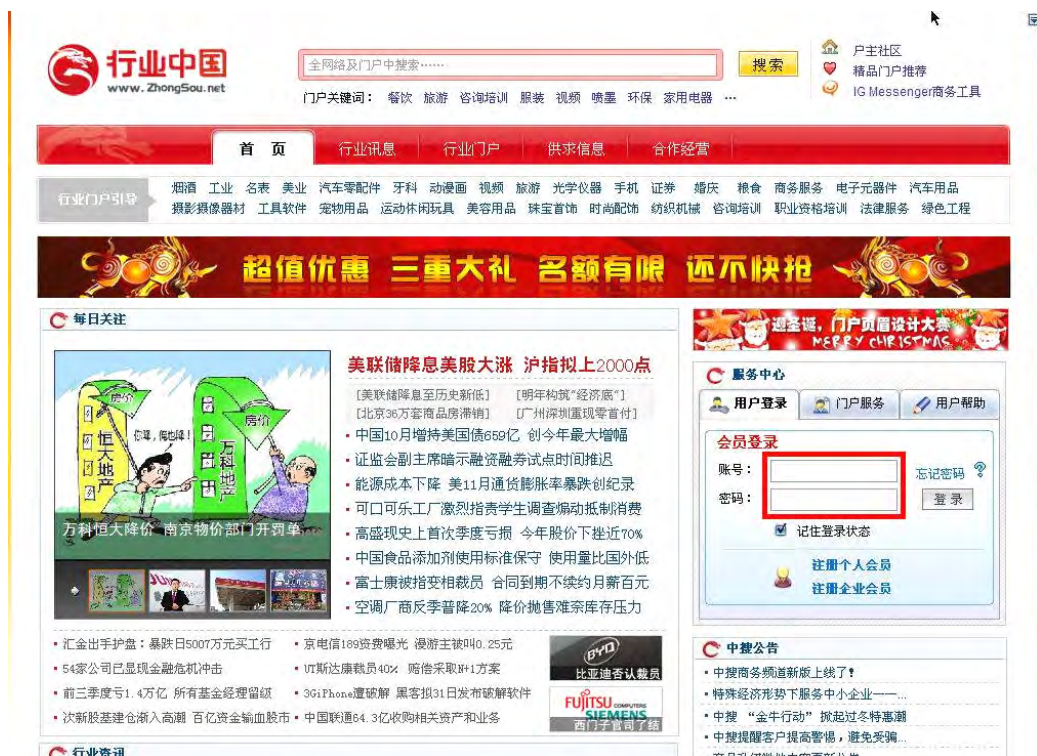 行业中国
www.ZhongSou.net
全网络及门户中搜索……
搜索
户主社区
精品门户推荐
IG Messenger商务工具
门户关键词： 餐饮 旅游 咨询培训 服装 视频 喷墨 环保 家用电器 …
首 页 行业讯息 行业门户 供求信息 合作经营
行业门户引导
烟酒 工业 名表 美业 汽车零配件 牙科 动漫画 视频 旅游 光学仪器 手机 证券 婚庆 粮食 商务服务 电子元器件 汽车用品
摄影摄像器材 工具软件 宠物用品 运动休闲玩具 美容用品 珠宝首饰 时尚配饰 纺织机械 咨询培训 职业资格培训 法律服务 绿色工程
超值优惠 三重大礼 名额有限 还不快抢
每日关注
房价
房价
你降，俺也降！
恒大地产
万科地产
万科恒大降价 南京物价部门开罚单
美联储降息美股大涨 沪指拟上2000点
[美联储降息至历史新低] [明年构筑“经济底”]
[北京36万套商品房滞销] [广州深圳重现零首付]
中国10月增持美国债659亿 创今年最大增幅
证监会副主席暗示融资融券试点时间推迟
能源成本下降 美11月通货膨胀率暴跌创纪录
可口可乐工厂激烈指责学生调查煽动抵制消费
高盛现史上首次季度亏损 今年股价下挫近70%
中国食品添加剂使用标准保守 使用量比国外低
富士康被指变相裁员 合同到期不续约月薪百元
空调厂商反季普降20% 降价抛售难奈库存压力
汇金出手护盘：暴跌日5007万元买工行
54家公司已显现金融危机冲击
前三季度亏1.4万亿 所有基金经理留级
次新股基建仓渐入高潮 百亿资金输血股市
京电信189资费曝光 漫游主被叫0.25元
UT斯达康裁员40% 赔偿采取N+1方案
3GiPhone遭破解 黑客拟31日发布破解软件
中国联通64.3亿收购相关资产和业务
BYD
比亚迪否认裁员
FUJITSU COMPUTERS
SIEMENS
西门子官司了结
迎圣诞，门户页眉设计大赛
MERRY CHRISTMAS
服务中心
用户登录 门户服务 用户帮助
会员登录
账号：
忘记密码
密码：
登录
记住登录状态
注册个人会员
注册企业会员
中搜公告
中搜商务频道新版上线了！
特殊经济形势下服务中小企业——...
中搜 “金牛行动” 掀起过冬特惠潮
中搜提醒客户提高警惕，避免受骗...
行业资讯